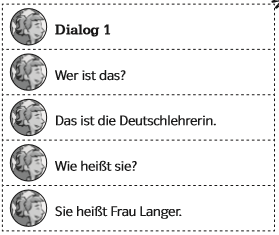 Dialog 1
Wer ist das?
Das ist die Deutschlehrerin.
Wie heißt sie?
Sie heißt Frau Langer.